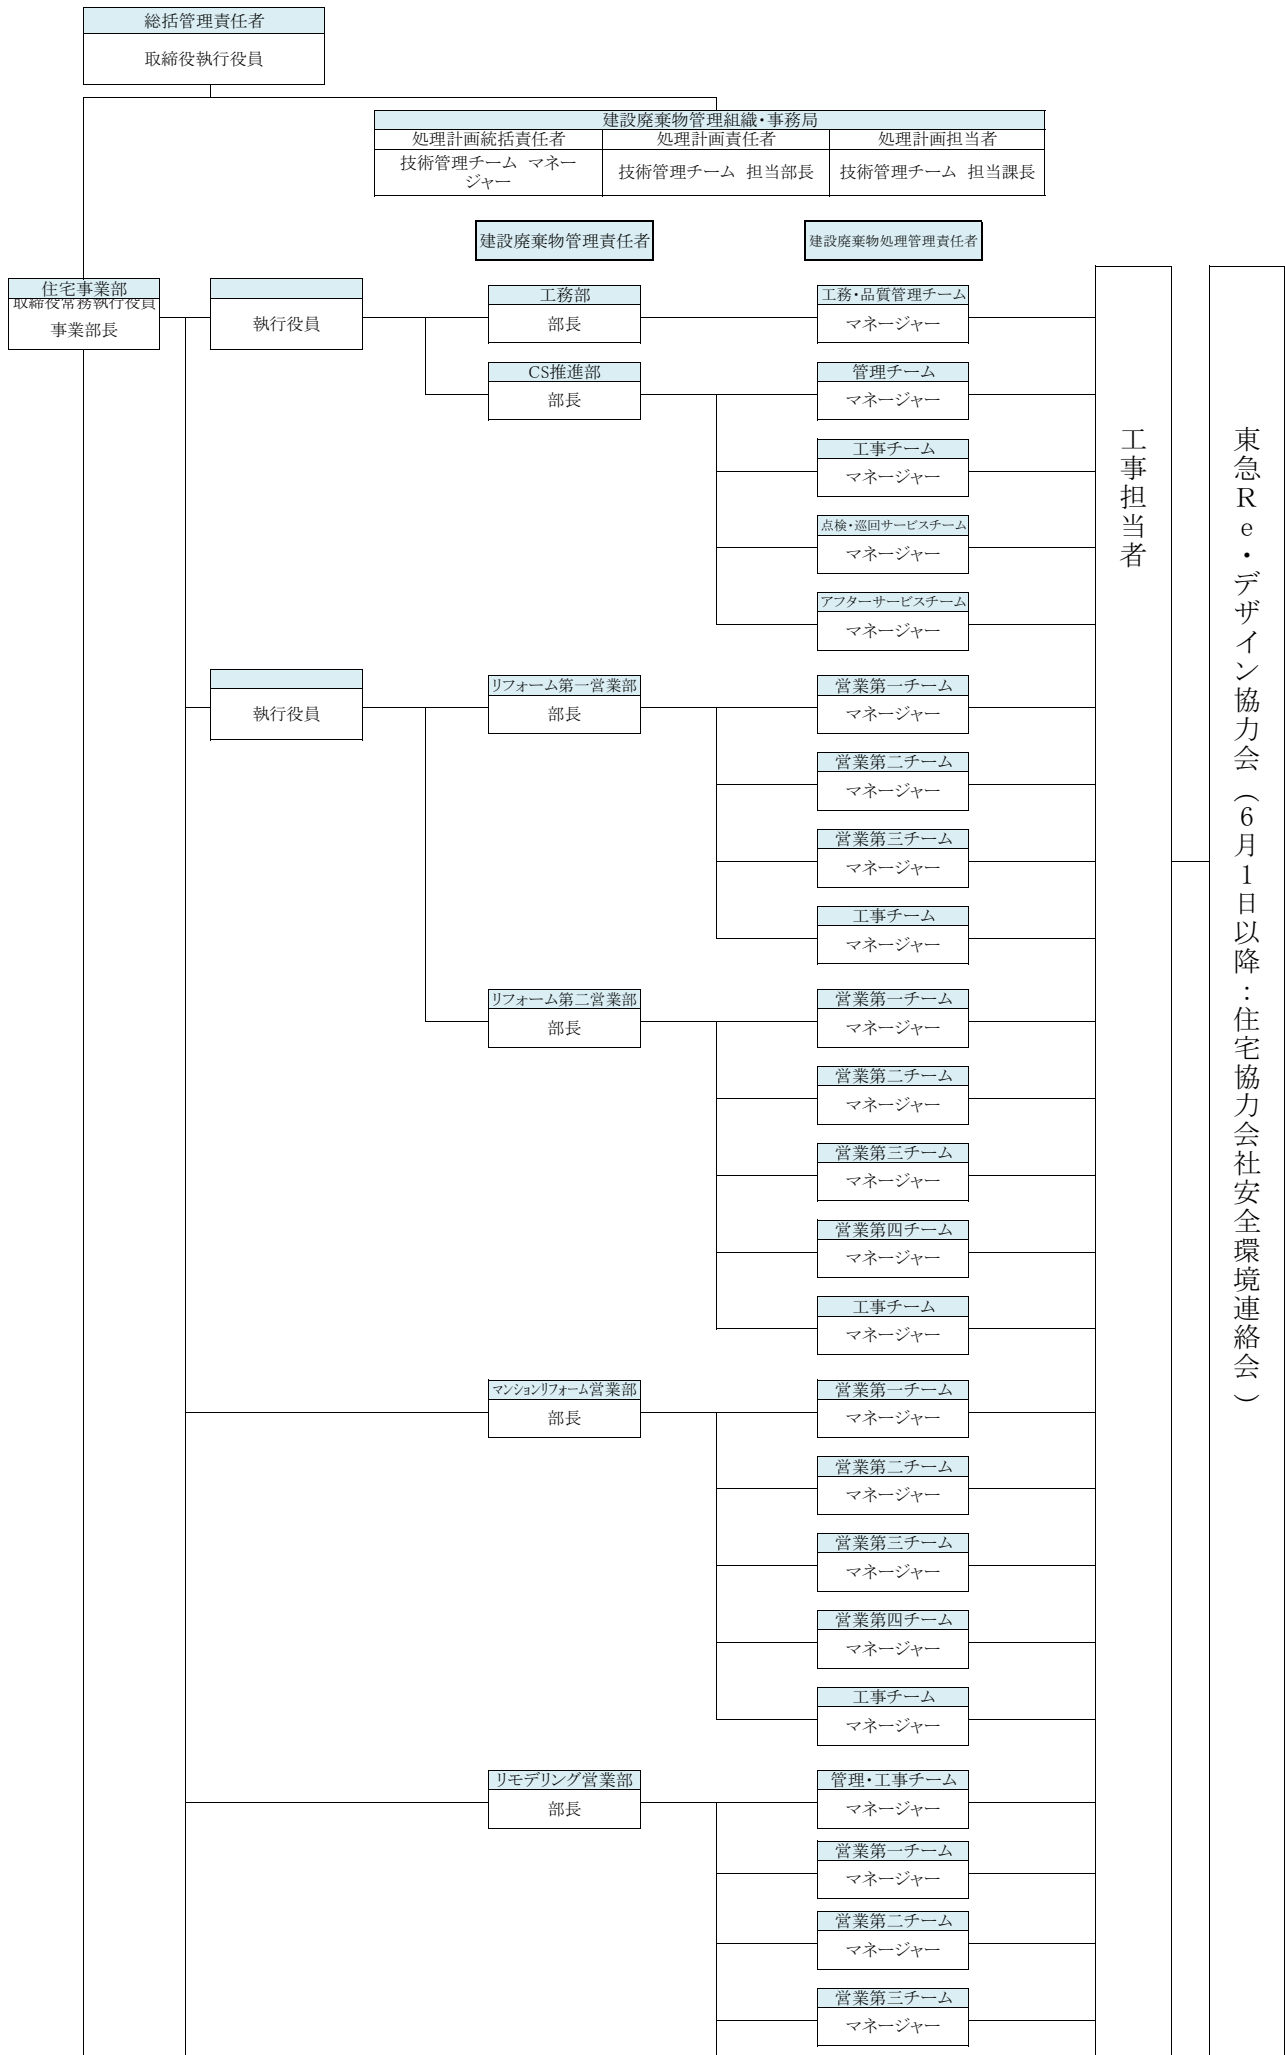 総括管理責任者
取締役執行役員
建設廃棄物管理組織・事務局
処理計画統括責任者 処理計画責任者 処理計画担当者
技術管理チーム マネー
ジャー
技術管理チーム 担当部長
技術管理チーム 担当課長
建設廃棄物管理責任者
建設廃棄物処理管理責任者
住宅事業部
取締役常務執行役員
事業部長
執行役員
工務部
部長
工務・品質管理チーム
マネージャー
CS推進部
部長
管理チーム
マネージャー
工事チーム
マネージャー
点検・巡回サービスチーム
マネージャー
アフターサービスチーム
マネージャー
執行役員
リフォーム第一営業部
部長
営業第一チーム
マネージャー
営業第二チーム
マネージャー
営業第三チーム
マネージャー
工事チーム
マネージャー
リフォーム第二営業部
部長
営業第一チーム
マネージャー
営業第二チーム
マネージャー
営業第三チーム
マネージャー
営業第四チーム
マネージャー
工事チーム
マネージャー
マンションリフォーム営業部
部長
営業第一チーム
マネージャー
営業第二チーム
マネージャー
営業第三チーム
マネージャー
営業第四チーム
マネージャー
工事チーム
マネージャー
リモデリング営業部
部長
管理・工事チーム
マネージャー
営業第一チーム
マネージャー
営業第二チーム
マネージャー
営業第三チーム
マネージャー
工事担当者
東急Re・デザイン協力会（6月1日以降：住宅協力会社安全環境連絡会）